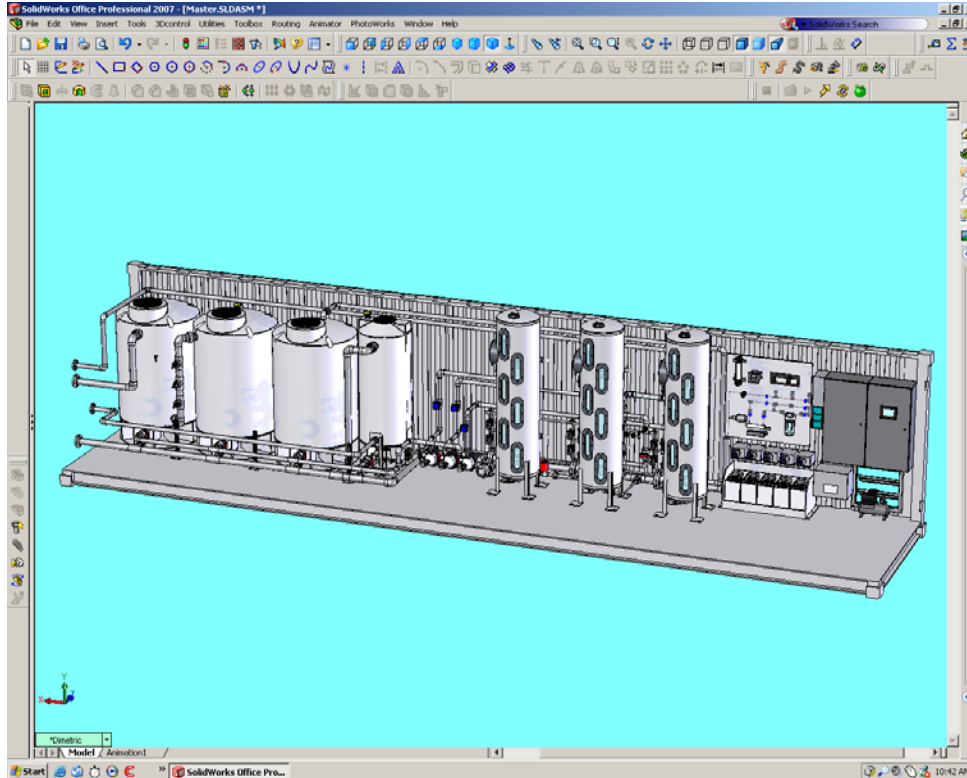 SolidWorks Office Professional 2007 - [Master.SLDASM *]
File Edit View Insert Tools 3Dcontrol Utilities Toolbox Routing Animator PhotoWorks Window Help
SolidWorks Search
Y
X
Z
*Dimetric
Model Animation1
Start SolidWorks Office Pro... 10:42 AM